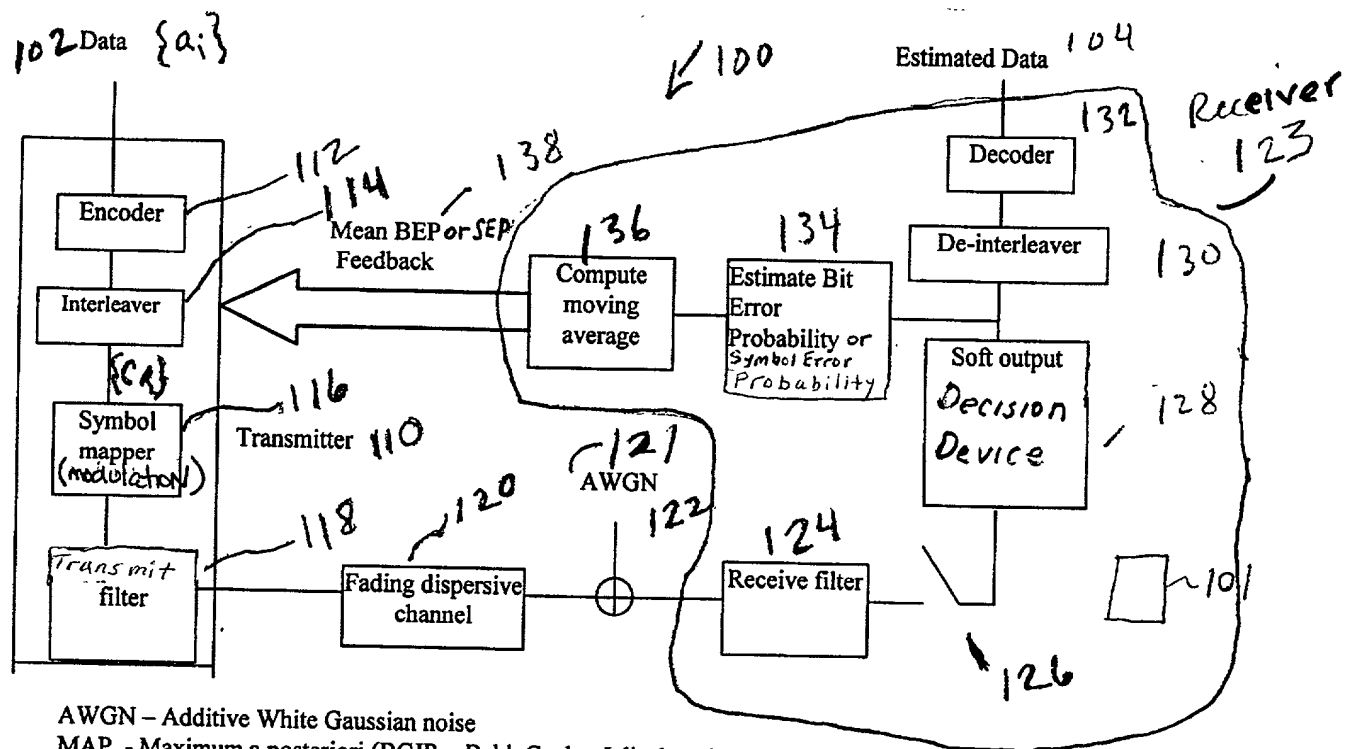 102 Data {ai}
100
Estimated Data 104
Receiver
123
132
Decoder
112
114
138
Encoder
Mean BEP or SEP
Feedback
136
Compute
moving
average
134
Estimate Bit
Error
Probability or
Symbol Error
Probability
De-interleaver
130
Interleaver
Soft output
Decision
Device
128
116
Symbol
mapper
(modulation)
Transmitter 110
121
AWGN
122
118
120
124
Transmit
filter
Fading dispersive
channel
Receive filter
101
126
AWGN – Additive White Gaussian noise
MAP - Maximum a posteriori